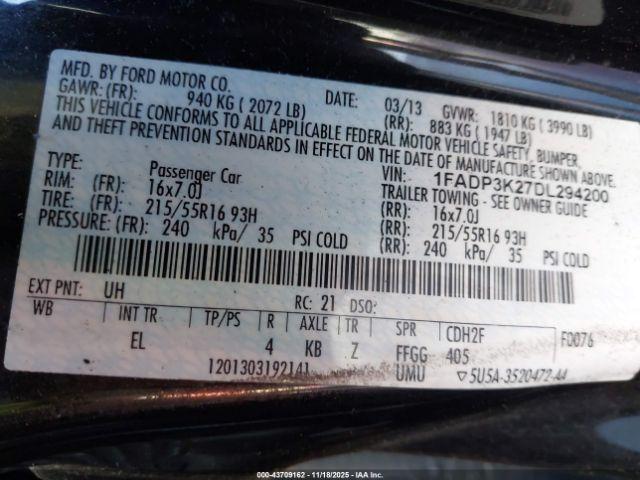 MFD. BY FORD MOTOR CO.
DATE: 03/13 GVWR: 1810 KG ( 3990 LB)
GAWR: (FR): 940 KG ( 2072 LB) (RR): 883 KG ( 1947 LB)
THIS VEHICLE CONFORMS TO ALL APPLICABLE FEDERAL MOTOR VEHICLE SAFETY, BUMPER,
AND THEFT PREVENTION STANDARDS IN EFFECT ON THE DATE OF MANUFACTURE SHOWN ABOVE.
VIN: 1FADP3K27DL294200
TYPE: Passenger Car TRAILER TOWING - SEE OWNER GUIDE
RIM: (FR): 16x7.0J (RR): 16x7.0J
TIRE: (FR): 215/55R16 93H (RR): 215/55R16 93H
PRESSURE: (FR): 240 kPa/ 35 PSI COLD (RR): 240 kPa/ 35 PSI COLD
EXT PNT: UH RC: 21 DSO: F0076
WB INT TR TP/PS R AXLE TR SPR CDH2F
EL 4 KB Z FFGG 405
1201303192141 UMU ▽5U5A-3520472-AA
000-43709162 - 11/18/2025 - IAA Inc.